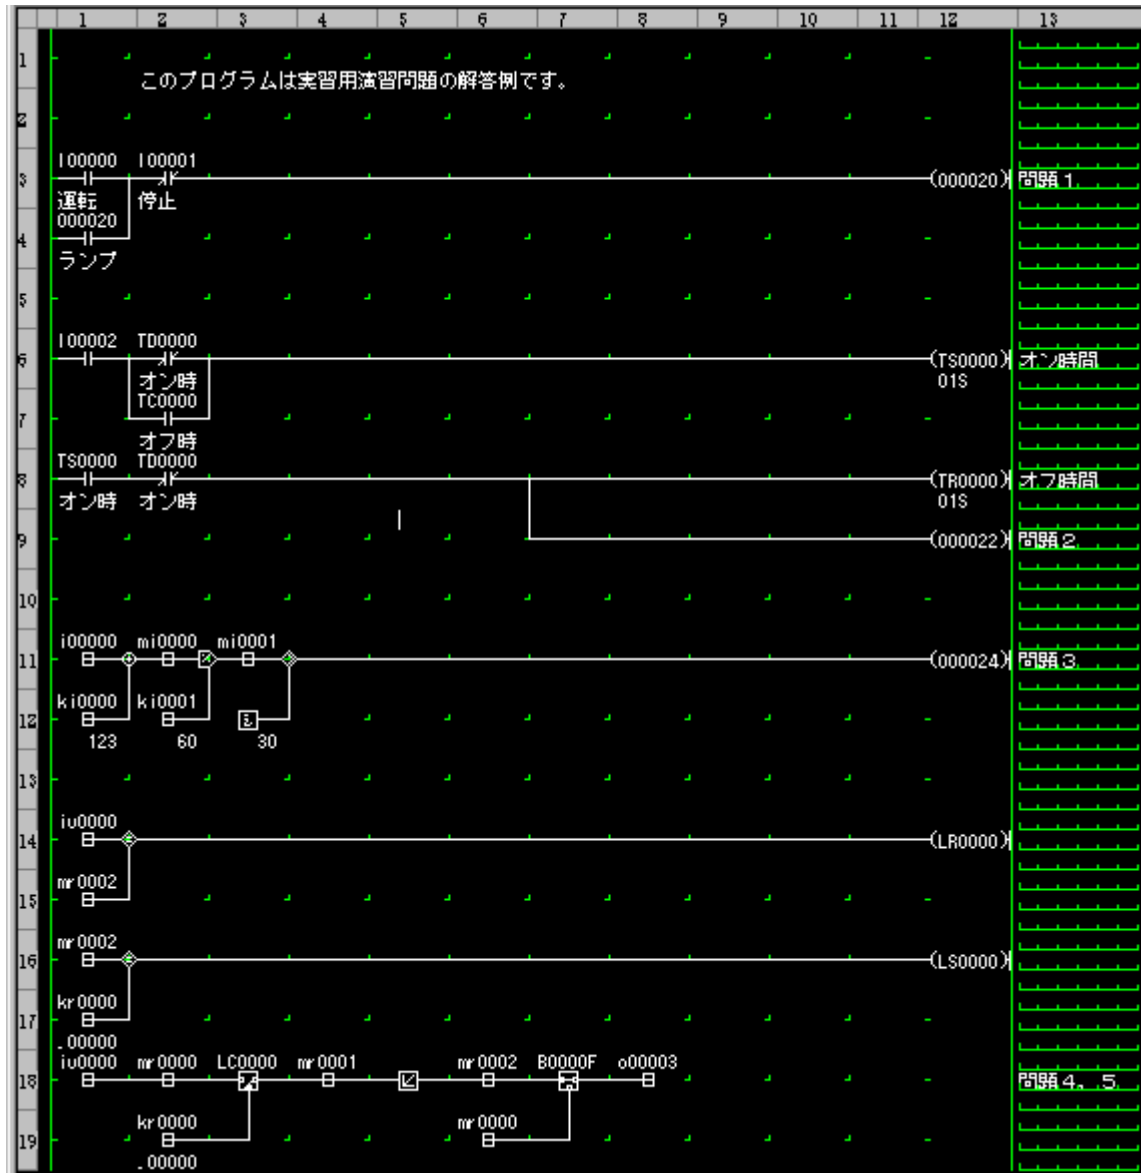 1 2 3 4 5 6 7 8 9 10 11 12 13
1
このプログラムは実習用演習問題の解答例です。
2
I00000 I00001
3 (O00020) 問題1
運転 停止
O00020
4
ランプ
5
I00002 TD0000
6 (TS0000) オン時間
オン時 01S
TC0000
7
オフ時
TS0000 TD0000
8 (TR0000) オフ時間
オン時 オン時 01S
9 (O00022) 問題2
10
i00000 mi0000 mi0001
11 (O00024) 問題3
ki0000 ki0001
12 i
123 60 30
13
iu0000
14 (LR0000)
mr0002
15
mr0002
16 (LS0000)
kr0000
17
.00000
iu0000 mr0000 LC0000 mr0001 mr0002 B0000F o00003
18 問題4、5
kr0000 mr0000
19
.00000